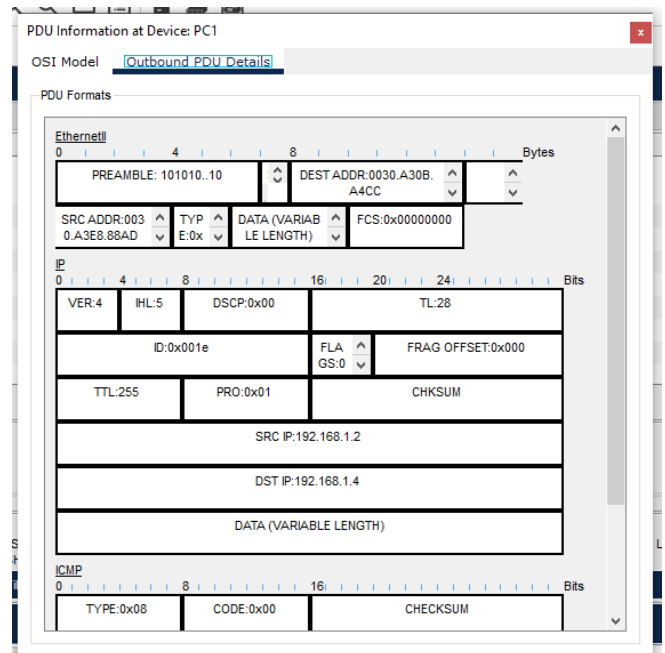 PDU Information at Device: PC1
x
OSI Model Outbound PDU Details
PDU Formats
EthernetII
0 4 8 Bytes
PREAMBLE: 101010..10 DEST ADDR:0030.A30B.
A4CC
SRC ADDR:003 TYP DATA (VARIAB FCS:0x00000000
0.A3E8.88AD E:0x LE LENGTH)
IP
0 4 8 16 20 24 Bits
VER:4 IHL:5 DSCP:0x00 TL:28
ID:0x001e FLA FRAG OFFSET:0x000
GS:0
TTL:255 PRO:0x01 CHKSUM
SRC IP:192.168.1.2
DST IP:192.168.1.4
DATA (VARIABLE LENGTH)
ICMP
0 8 16 Bits
TYPE:0x08 CODE:0x00 CHECKSUM